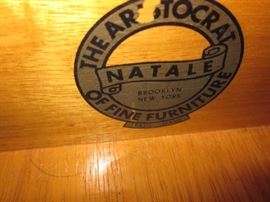 THE ARISTOCRAT
NATALE
BROOKLYN
NEW YORK
OF FINE FURNITURE